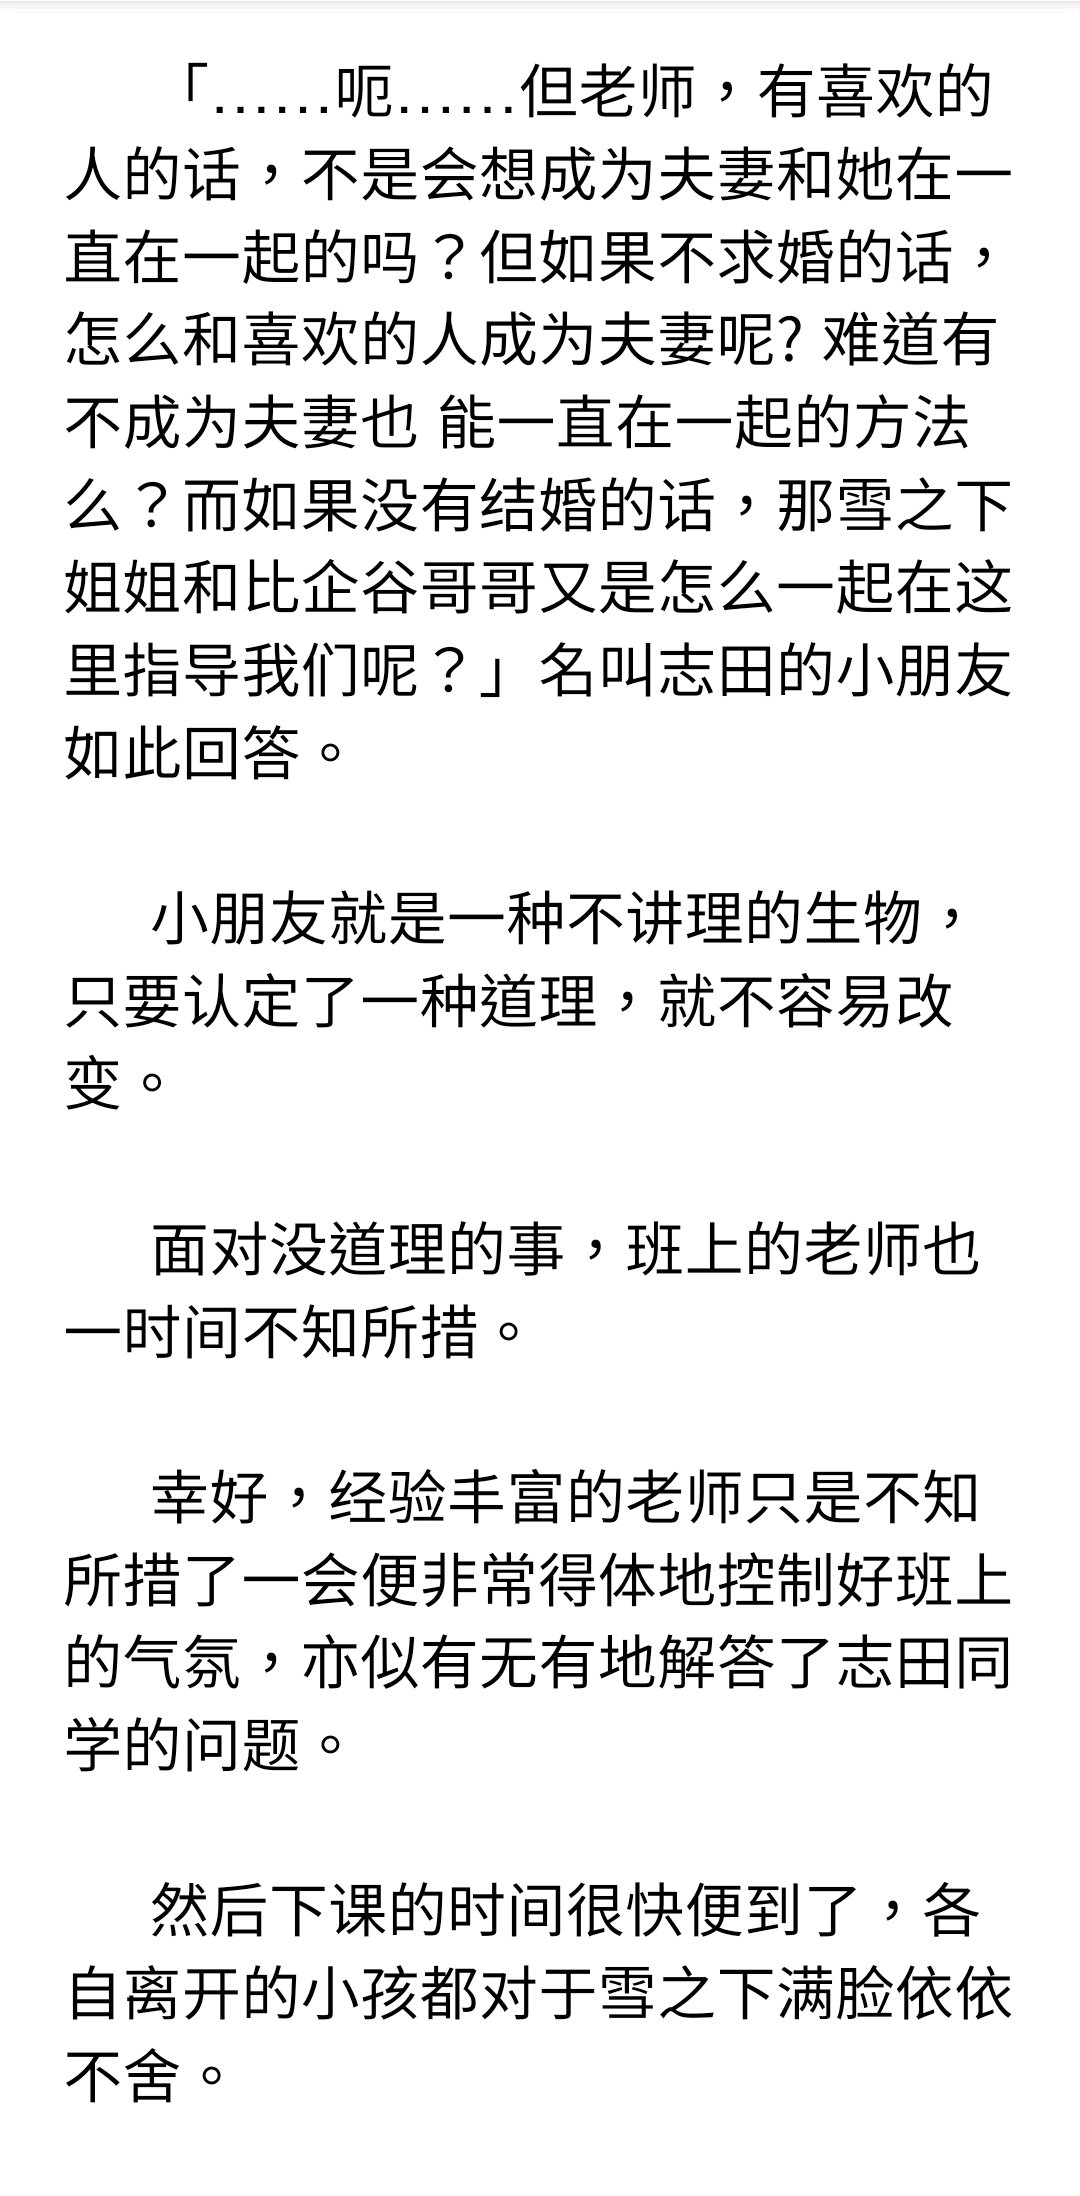 「……呃……但老师，有喜欢的
人的话，不是会想成为夫妻和她在一
直在一起的吗？但如果不求婚的话，
怎么和喜欢的人成为夫妻呢? 难道有
不成为夫妻也 能一直在一起的方法
么？而如果没有结婚的话，那雪之下
姐姐和比企谷哥哥又是怎么一起在这
里指导我们呢？」名叫志田的小朋友
如此回答。
小朋友就是一种不讲理的生物，
只要认定了一种道理，就不容易改
变。
面对没道理的事，班上的老师也
一时间不知所措。
幸好，经验丰富的老师只是不知
所措了一会便非常得体地控制好班上
的气氛，亦似有无有地解答了志田同
学的问题。
然后下课的时间很快便到了，各
自离开的小孩都对于雪之下满脸依依
不舍。